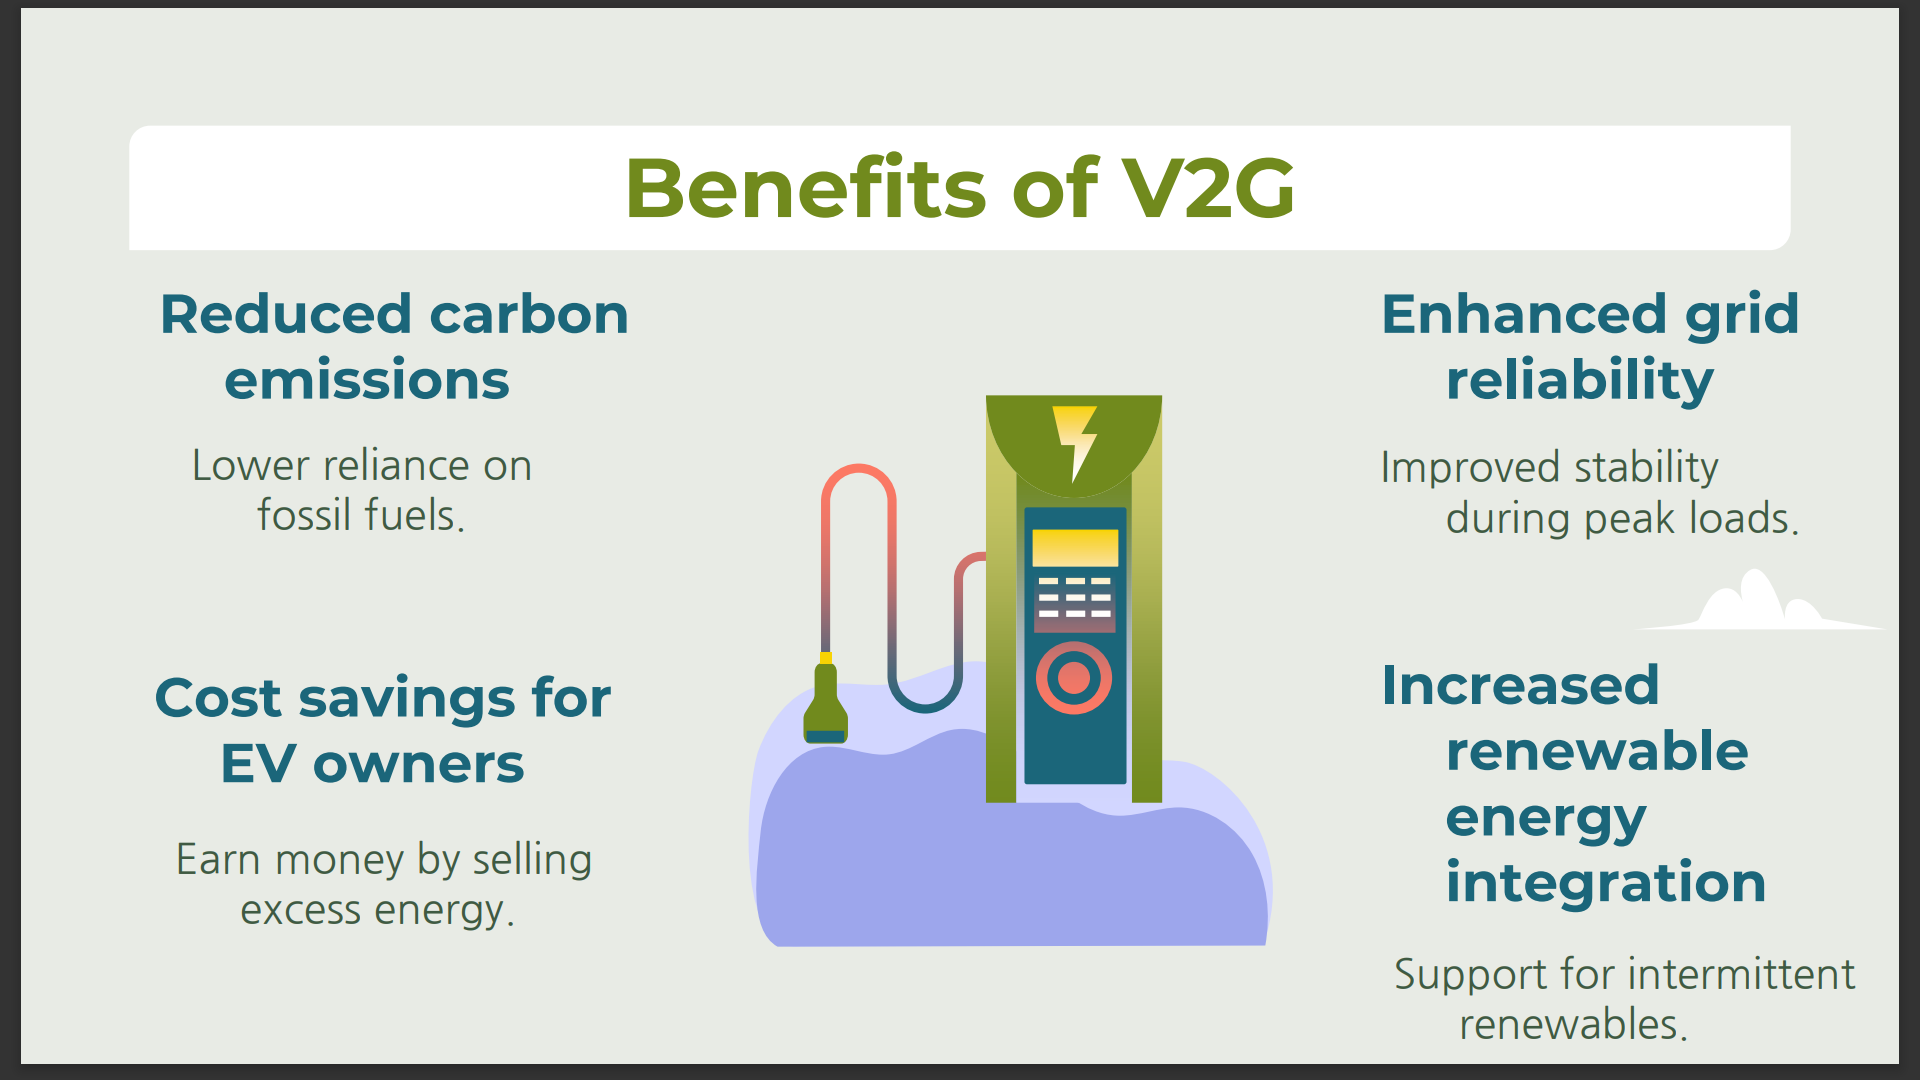 Benefits of V2G
Reduced carbon
emissions
Lower reliance on
fossil fuels.
Cost savings for
EV owners
Earn money by selling
excess energy.
Enhanced grid
reliability
Improved stability
during peak loads.
Increased
renewable
energy
integration
Support for intermittent
renewables.